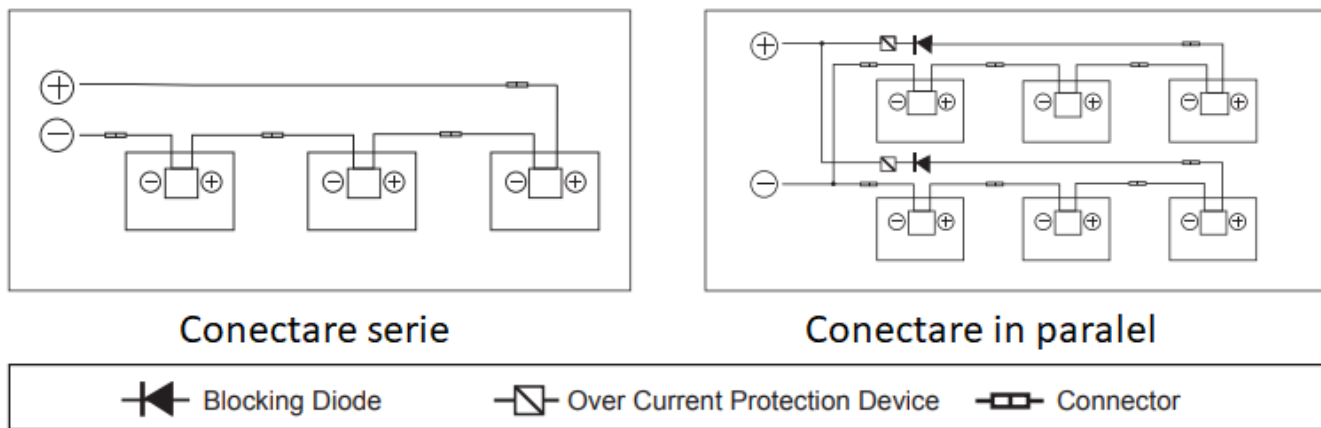 Conectare serie
Conectare in paralel
Blocking Diode
Over Current Protection Device
Connector